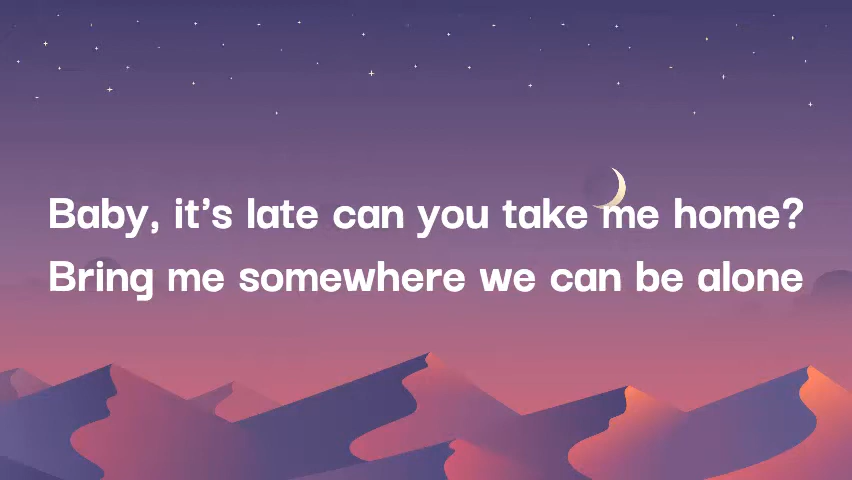 Baby, it’s late can you take me home?
Bring me somewhere we can be alone